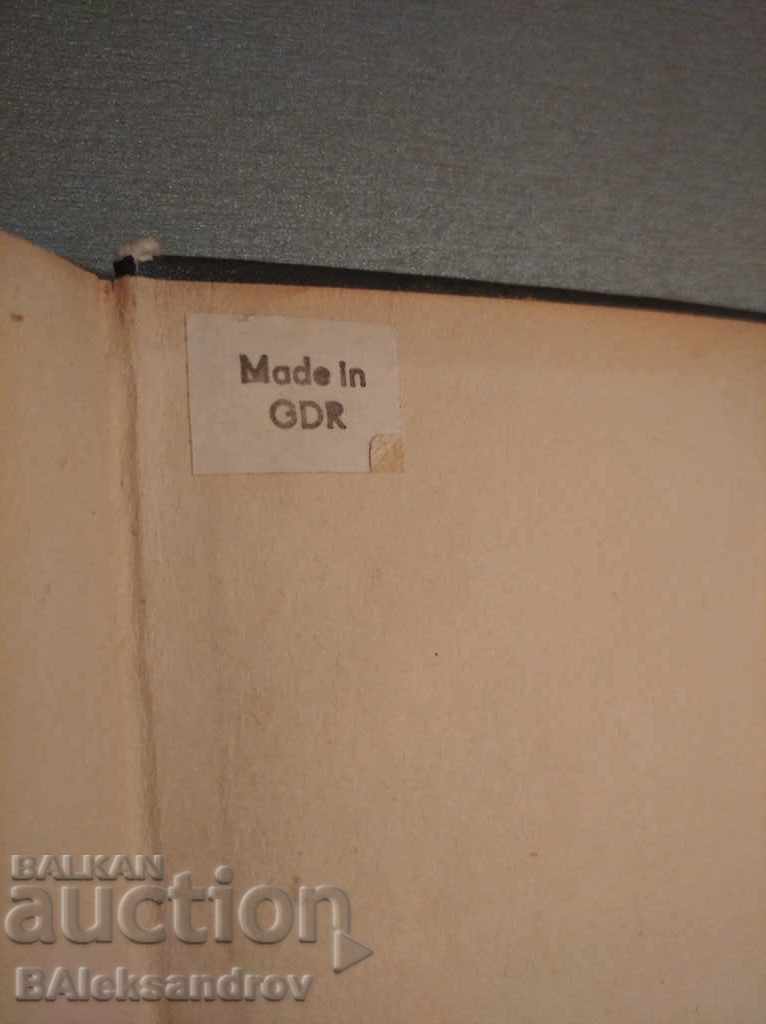 Made in
GDR
BALKAN
auction
BAleksandrov